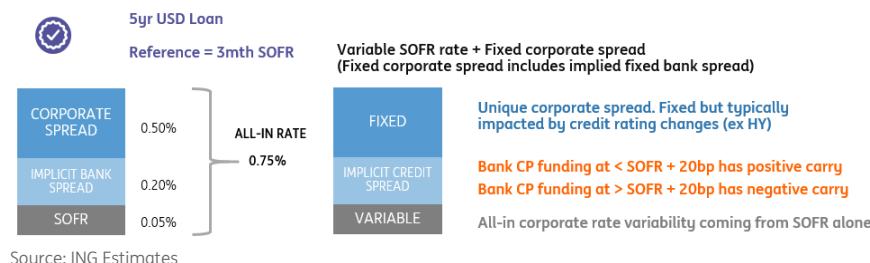 5yr USD Loan
Reference = 3mth SOFR
Variable SOFR rate + Fixed corporate spread
(Fixed corporate spread includes implied fixed bank spread)
CORPORATE
SPREAD
0.50%
IMPLICIT BANK
SPREAD
0.20%
SOFR
0.05%
ALL-IN RATE
0.75%
FIXED
Unique corporate spread. Fixed but typically
impacted by credit rating changes (ex HY)
IMPLICIT CREDIT
SPREAD
Bank CP funding at < SOFR + 20bp has positive carry
Bank CP funding at > SOFR + 20bp has negative carry
VARIABLE
All-in corporate rate variability coming from SOFR alone
Source: ING Estimates